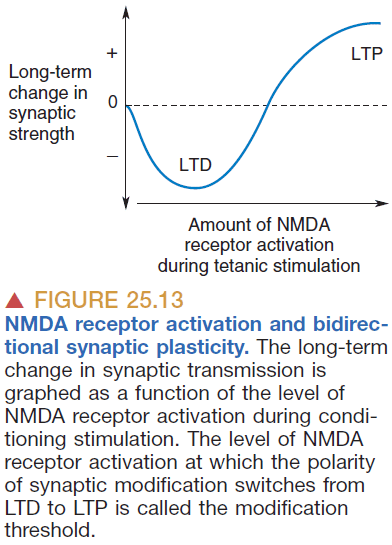 +
LTP
Long-term
change in
synaptic
strength
0
–
LTD
Amount of NMDA
receptor activation
during tetanic stimulation
▲ FIGURE 25.13
NMDA receptor activation and bidirec-
tional synaptic plasticity. The long-term
change in synaptic transmission is
graphed as a function of the level of
NMDA receptor activation during condi-
tioning stimulation. The level of NMDA
receptor activation at which the polarity
of synaptic modification switches from
LTD to LTP is called the modification
threshold.